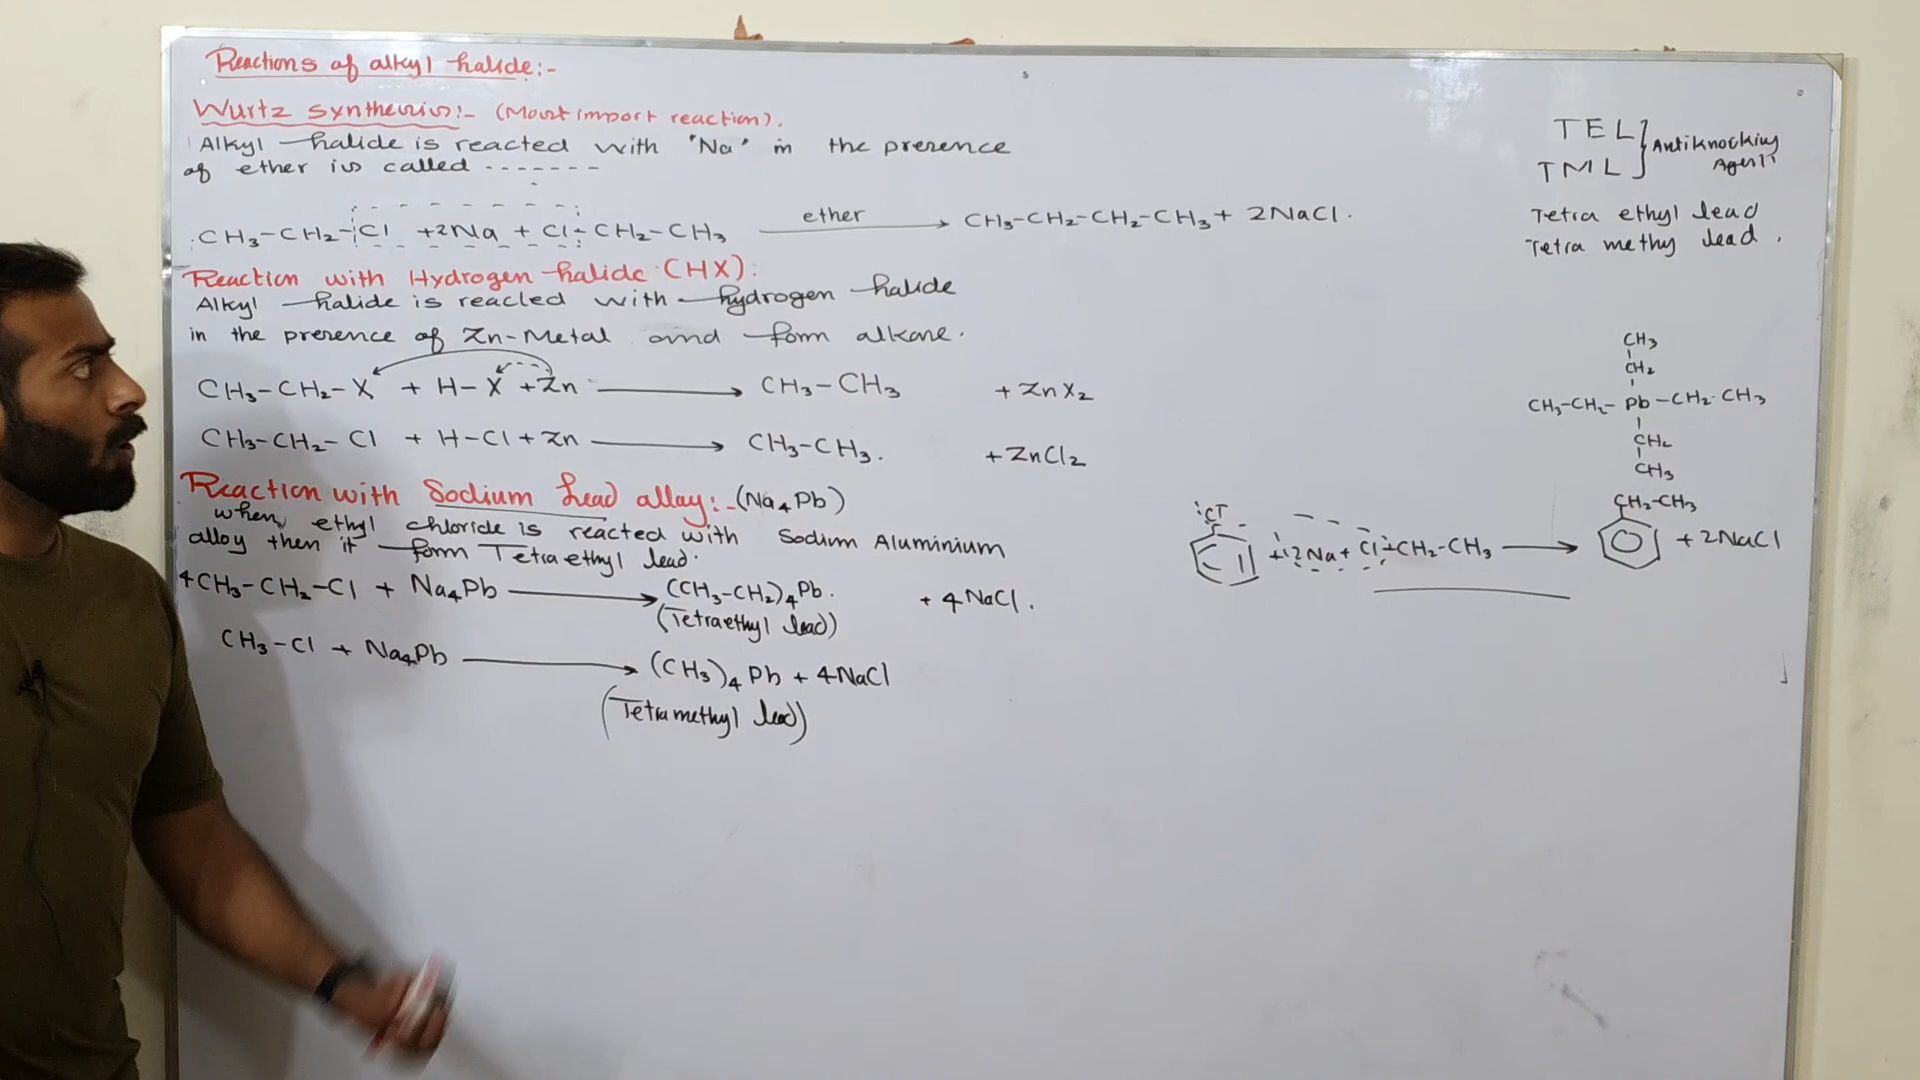 Reactions of alkyl halide:-
Wurtz synthesis:- (Most import reaction).
Alkyl halide is reacted with 'Na' in the presence
of ether is called -------
CH₃-CH₂-Cl +2Na + Cl-CH₂-CH₃ ether → CH₃-CH₂-CH₂-CH₃ + 2NaCl.
Reaction with Hydrogen halide (HX):
Alkyl halide is reacted with hydrogen halide
in the presence of Zn-Metal and form alkane.
CH₃-CH₂-X + H-X +Zn → CH₃-CH₃ + ZnX₂
CH₃-CH₂-Cl + H-Cl + Zn → CH₃-CH₃. + ZnCl₂
Reaction with Sodium Lead allay:- (Na₄Pb)
when ethyl chloride is reacted with Sodium Aluminium
alloy then it form Tetraethyl lead.
4CH₃-CH₂-Cl + Na₄Pb → (CH₃-CH₂)₄Pb. + 4NaCl.
(Tetraethyl lead)
CH₃-Cl + Na₄Pb → (CH₃)₄Pb + 4NaCl
(Tetramethyl lead)
TEL } Antiknocking
TML } Agent
Tetra ethyl lead
Tetra methy lead.
CH₃
CH₂
CH₃-CH₂-Pb-CH₂-CH₃
CH₂
CH₃
CH₂-CH₃
+2Na + Cl-CH₂-CH₃ → + 2NaCl